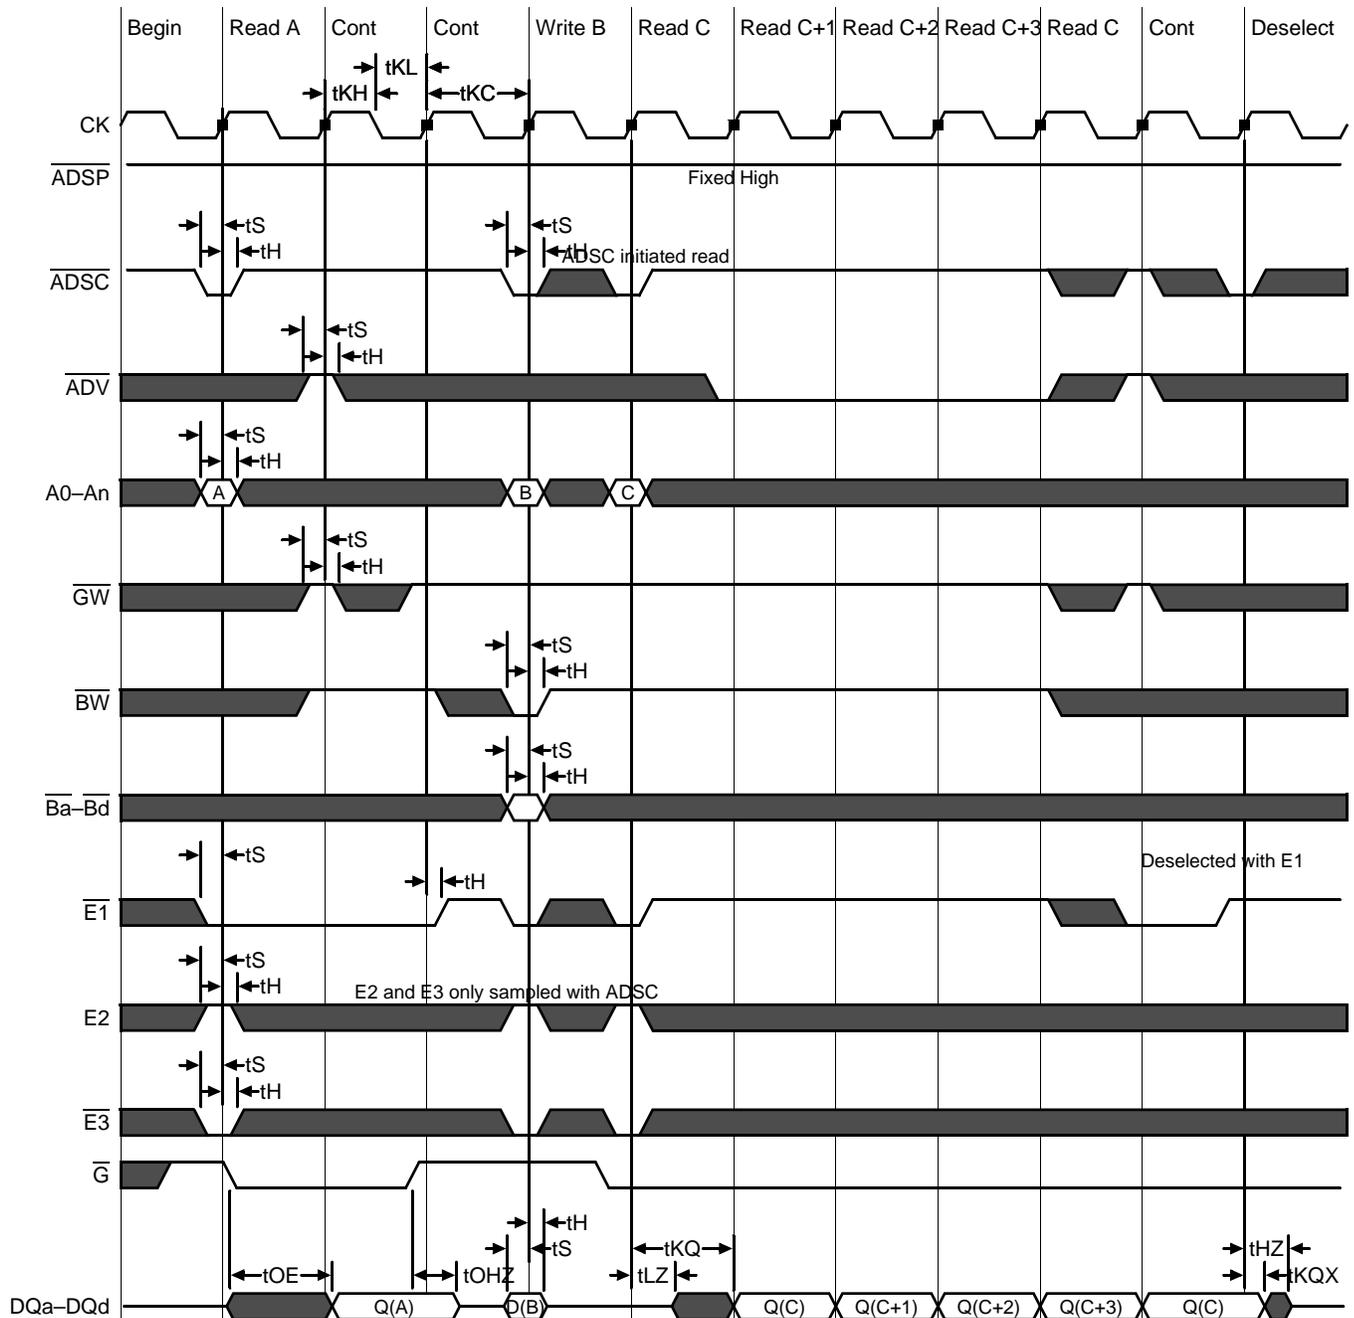 Begin Read A Cont Cont Write B Read C Read C+1 Read C+2 Read C+3 Read C Cont Deselect
tKL
tKH tKC
CK
ADSP
Fixed High
tS tS
tH tH
ADSC initiated read
ADSC
tS
tH
ADV
tS
tH
A0–An A B C
tS
tH
GW
tS
tH
BW
tS
tH
Ba–Bd
tS Deselected with E1
tH
E1
tS
tH E2 and E3 only sampled with ADSC
E2
tS
tH
E3
G
tH
tS tKQ tHZ
tOE tOHZ tLZ tKQX
DQa–DQd Q(A) D(B) Q(C) Q(C+1) Q(C+2) Q(C+3) Q(C)